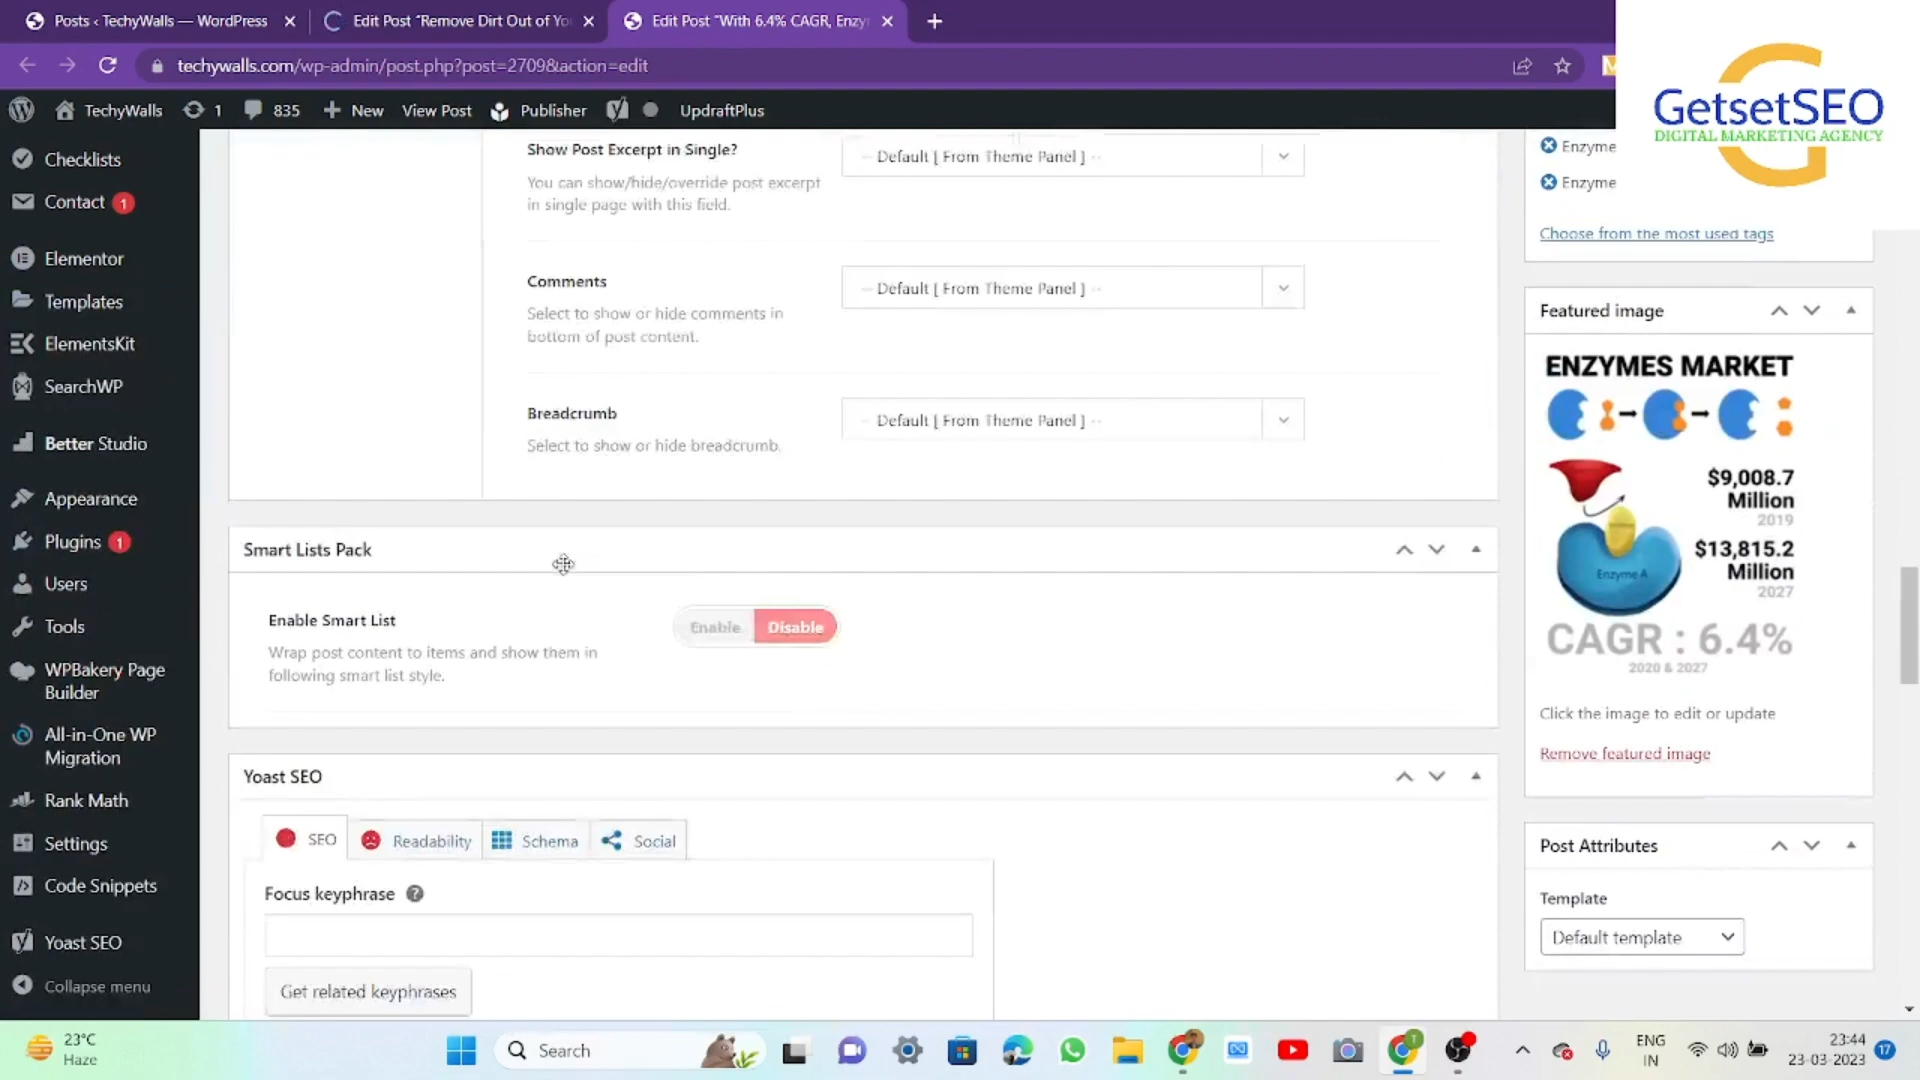 Posts ‹ TechyWalls — WordPress
Edit Post "Remove Dirt Out of Yo
Edit Post "With 6.4% CAGR, Enzy
techywalls.com/wp-admin/post.php?post=2709&action=edit
GetsetSEO
DIGITAL MARKETING AGENCY
TechyWalls
1
835
New
View Post
Publisher
UpdraftPlus
Checklists
Contact 1
Elementor
Templates
ElementsKit
SearchWP
Better Studio
Appearance
Plugins 1
Users
Tools
WPBakery Page
Builder
All-in-One WP
Migration
Rank Math
Settings
Code Snippets
Yoast SEO
Collapse menu
Show Post Excerpt in Single?
You can show/hide/override post excerpt
in single page with this field.
-- Default [ From Theme Panel ] --
Comments
Select to show or hide comments in
bottom of post content.
-- Default [ From Theme Panel ] --
Breadcrumb
Select to show or hide breadcrumb.
-- Default [ From Theme Panel ] --
Smart Lists Pack
Enable Smart List
Wrap post content to items and show them in
following smart list style.
Enable
Disable
Yoast SEO
SEO
Readability
Schema
Social
Focus keyphrase
Get related keyphrases
Enzyme
Enzyme
Choose from the most used tags
Featured image
ENZYMES MARKET
$9,008.7
Million
2019
$13,815.2
Million
2027
Enzyme A
CAGR : 6.4%
2020 & 2027
Click the image to edit or update
Remove featured image
Post Attributes
Template
Default template
23°C
Haze
Search
ENG
IN
23:44
23-03-2023
17